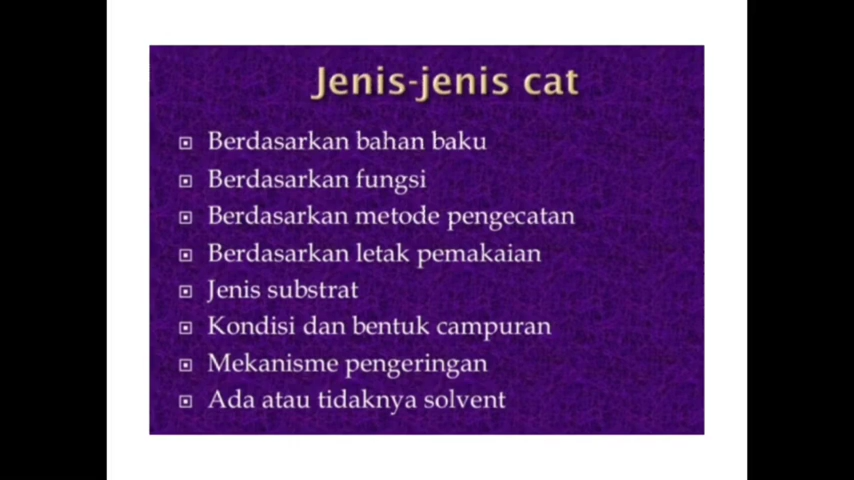 Jenis-jenis cat
Berdasarkan bahan baku
Berdasarkan fungsi
Berdasarkan metode pengecatan
Berdasarkan letak pemakaian
Jenis substrat
Kondisi dan bentuk campuran
Mekanisme pengeringan
Ada atau tidaknya solvent